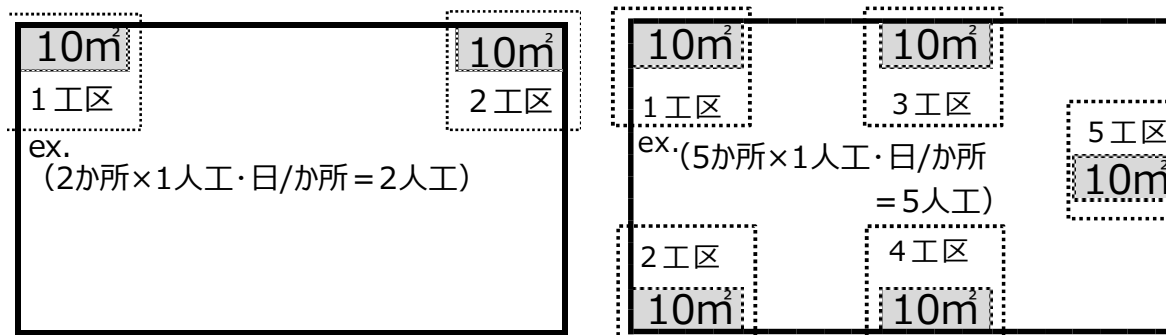 10㎡
1工区
10㎡
2工区
ex.
（2か所×1人工・日/か所＝2人工）
10㎡
1工区
10㎡
3工区
5工区
10㎡
ex.
（5か所×1人工・日/か所
＝5人工）
2工区
10㎡
4工区
10㎡